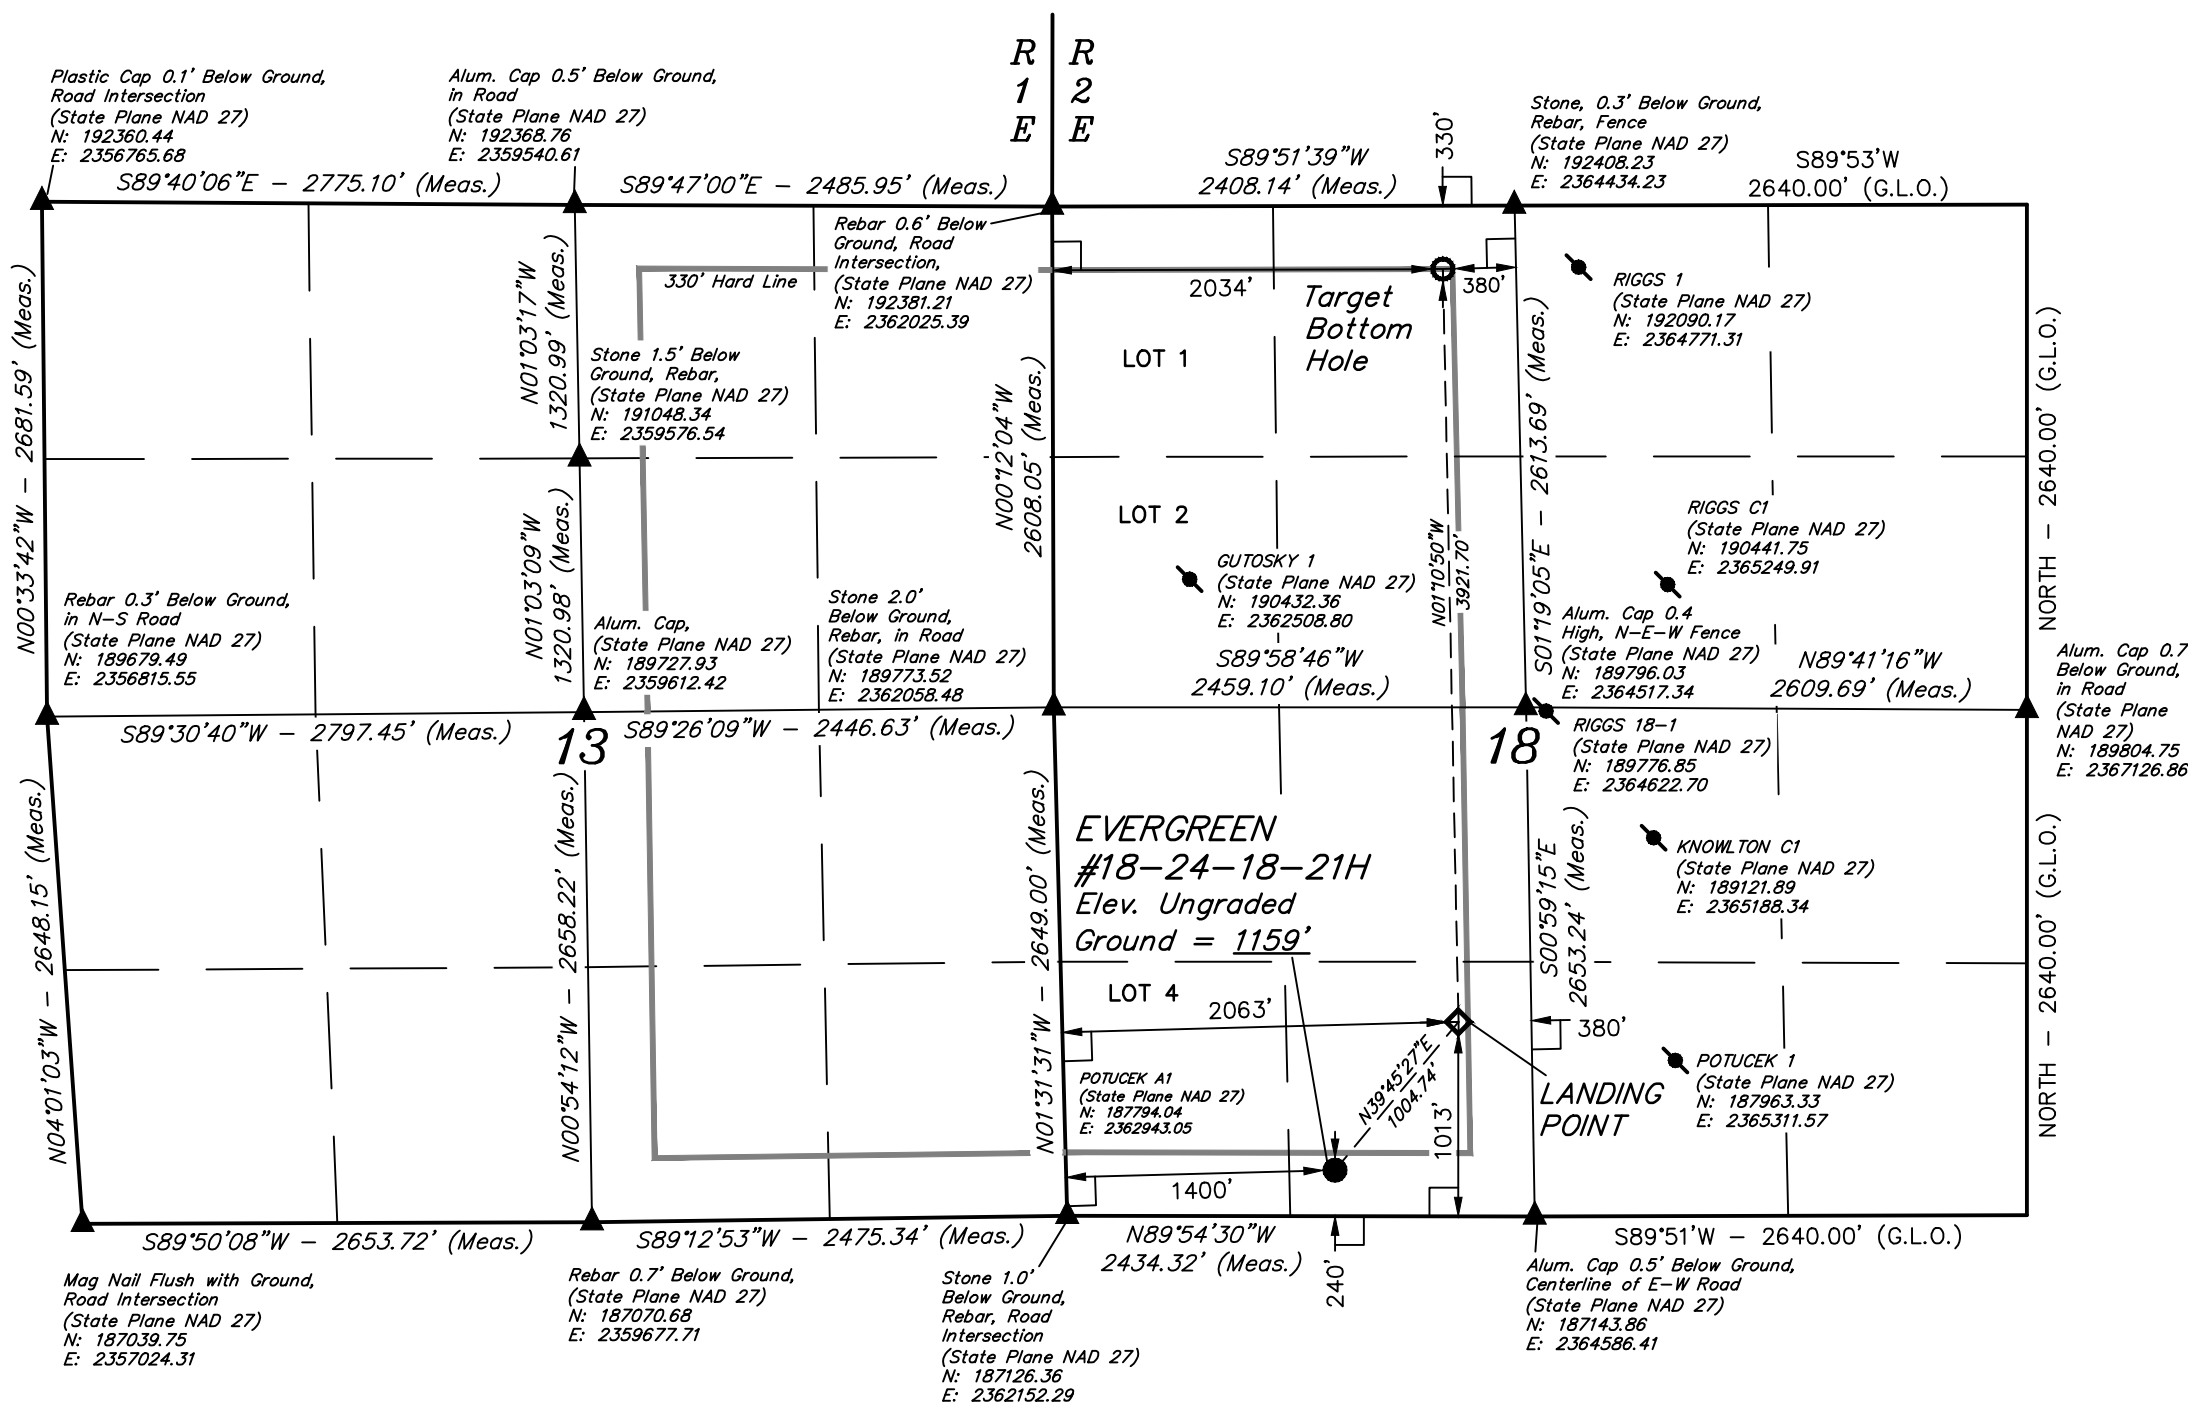 R
1
E
R
2
E
Plastic Cap 0.1' Below Ground,
Road Intersection
(State Plane NAD 27)
N: 192360.44
E: 2356765.68
Alum. Cap 0.5' Below Ground,
in Road
(State Plane NAD 27)
N: 192368.76
E: 2359540.61
Stone, 0.3' Below Ground,
Rebar, Fence
(State Plane NAD 27)
N: 192408.23
E: 2364434.23
S89°40'06"E - 2775.10' (Meas.)
S89°47'00"E - 2485.95' (Meas.)
S89°51'39"W
2408.14' (Meas.)
330'
S89°53'W
2640.00' (G.L.O.)
Rebar 0.6' Below
Ground, Road
Intersection,
(State Plane NAD 27)
N: 192381.21
E: 2362025.39
330' Hard Line
2034'
380'
Target
Bottom
Hole
RIGGS 1
(State Plane NAD 27)
N: 192090.17
E: 2364771.31
N00°33'42"W - 2681.59' (Meas.)
N01°03'17"W
1320.99' (Meas.)
Stone 1.5' Below
Ground, Rebar,
(State Plane NAD 27)
N: 191048.34
E: 2359576.54
LOT 1
N00°12'04"W
2608.05' (Meas.)
S01°19'05"E - 2613.69' (Meas.)
NORTH - 2640.00' (G.L.O.)
LOT 2
N01°03'09"W
1320.98' (Meas.)
GUTOSKY 1
(State Plane NAD 27)
N: 190432.36
E: 2362508.80
N01°10'50"W
3921.70'
RIGGS C1
(State Plane NAD 27)
N: 190441.75
E: 2365249.91
Rebar 0.3' Below Ground,
in N-S Road
(State Plane NAD 27)
N: 189679.49
E: 2356815.55
Alum. Cap,
(State Plane NAD 27)
N: 189727.93
E: 2359612.42
Stone 2.0'
Below Ground,
Rebar, in Road
(State Plane NAD 27)
N: 189773.52
E: 2362058.48
S89°58'46"W
2459.10' (Meas.)
Alum. Cap 0.4
High, N-E-W Fence
(State Plane NAD 27)
N: 189796.03
E: 2364517.34
N89°41'16"W
2609.69' (Meas.)
Alum. Cap 0.7
Below Ground,
in Road
(State Plane
NAD 27)
N: 189804.75
E: 2367126.86
S89°30'40"W - 2797.45' (Meas.)
13
S89°26'09"W - 2446.63' (Meas.)
18
RIGGS 18-1
(State Plane NAD 27)
N: 189776.85
E: 2364622.70
N04°01'03"W - 2648.15' (Meas.)
N00°54'12"W - 2658.22' (Meas.)
N01°31'31"W - 2649.00' (Meas.)
EVERGREEN
#18-24-18-21H
Elev. Ungraded
Ground = 1159'
S00°59'15"E
2653.24' (Meas.)
KNOWLTON C1
(State Plane NAD 27)
N: 189121.89
E: 2365188.34
NORTH - 2640.00' (G.L.O.)
LOT 4
2063'
380'
POTUCEK A1
(State Plane NAD 27)
N: 187794.04
E: 2362943.05
N39°45'27"E
1004.74'
1013'
LANDING
POINT
POTUCEK 1
(State Plane NAD 27)
N: 187963.33
E: 2365311.57
1400'
S89°50'08"W - 2653.72' (Meas.)
S89°12'53"W - 2475.34' (Meas.)
N89°54'30"W
2434.32' (Meas.)
240'
S89°51'W - 2640.00' (G.L.O.)
Mag Nail Flush with Ground,
Road Intersection
(State Plane NAD 27)
N: 187039.75
E: 2357024.31
Rebar 0.7' Below Ground,
(State Plane NAD 27)
N: 187070.68
E: 2359677.71
Stone 1.0'
Below Ground,
Rebar, Road
Intersection
(State Plane NAD 27)
N: 187126.36
E: 2362152.29
Alum. Cap 0.5' Below Ground,
Centerline of E-W Road
(State Plane NAD 27)
N: 187143.86
E: 2364586.41